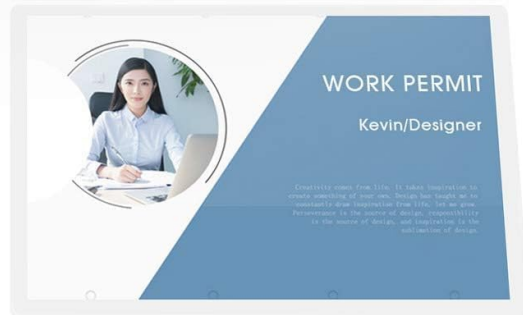 WORK PERMIT
Kevin/Designer
Creativity comes from life. It takes inspiration to
create something of your own. Design has taught me to
constantly draw inspiration from life, let me grow.
Perseverance is the source of design, responsibility
is the source of design, and inspiration is the
sublimation of design.